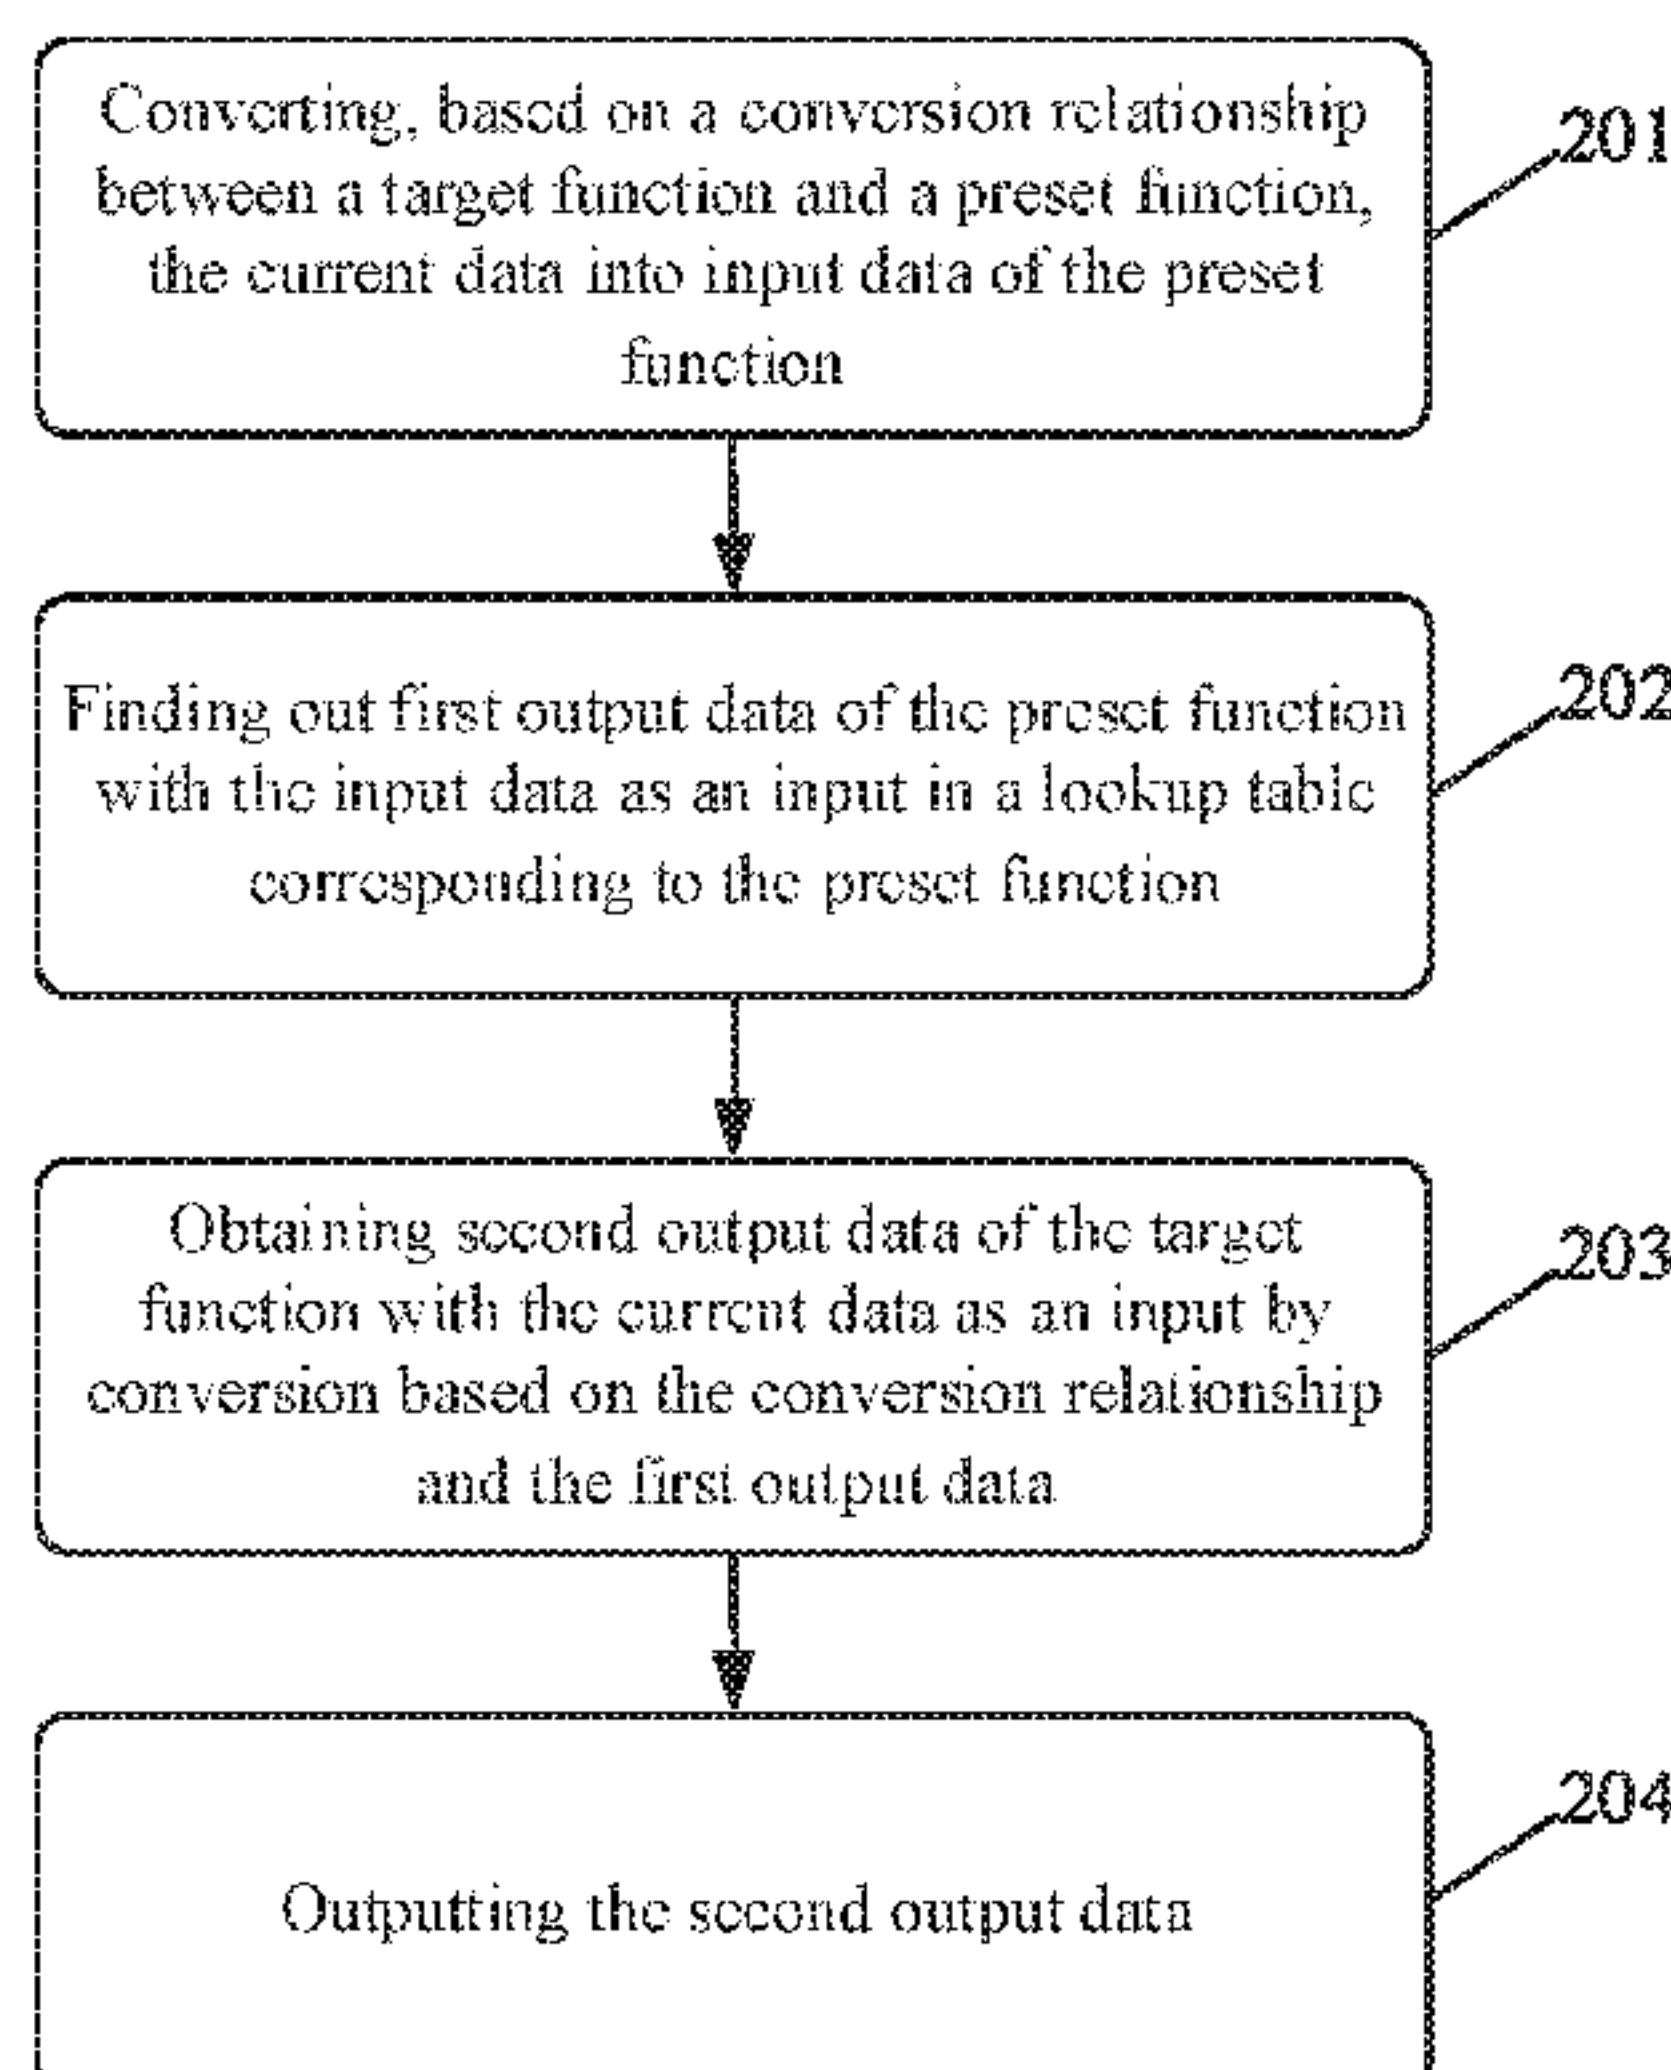 Converting, based on a conversion relationship
between a target function and a preset function,
the current data into input data of the preset
function
201
Finding out first output data of the preset function
with the input data as an input in a lookup table
corresponding to the preset function
202
Obtaining second output data of the target
function with the current data as an input by
conversion based on the conversion relationship
and the first output data
203
Outputting the second output data
204